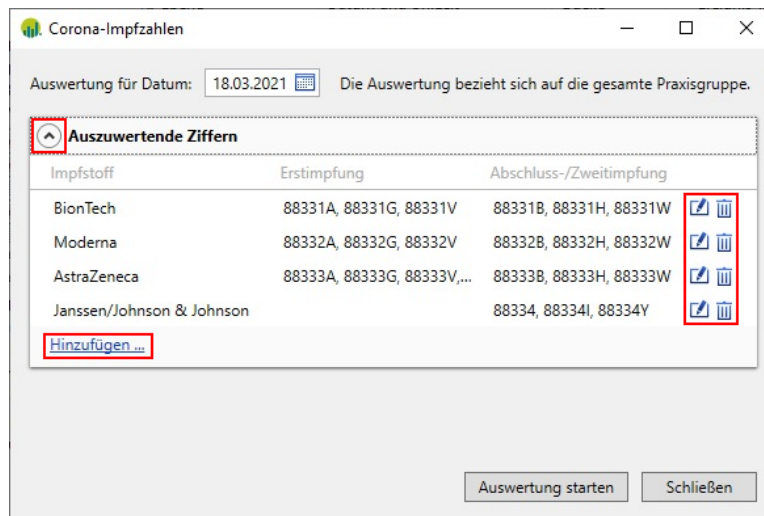 Corona-Impfzahlen
Auswertung für Datum: 18.03.2021 Die Auswertung bezieht sich auf die gesamte Praxisgruppe.
Auszuwertende Ziffern
Impfstoff Erstimpfung Abschluss-/Zweitimpfung
BionTech 88331A, 88331G, 88331V 88331B, 88331H, 88331W
Moderna 88332A, 88332G, 88332V 88332B, 88332H, 88332W
AstraZeneca 88333A, 88333G, 88333V,... 88333B, 88333H, 88333W
Janssen/Johnson & Johnson 88334, 88334I, 88334Y
Hinzufügen ...
Auswertung starten Schließen